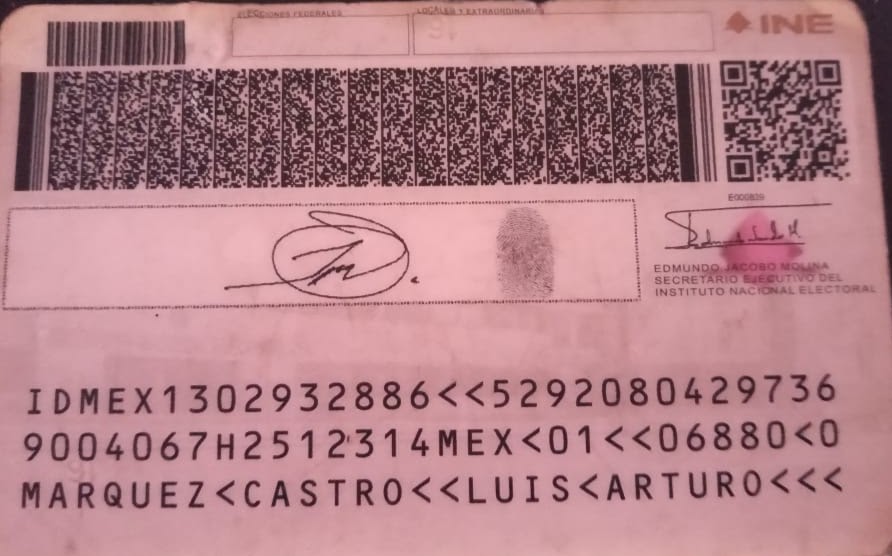 ELECCIONES FEDERALES
LOCALES Y EXTRAORDINARIAS
INE
E000839
EDMUNDO JACOBO MOLINA
SECRETARIO EJECUTIVO DEL
INSTITUTO NACIONAL ELECTORAL
IDMEX1302932886<<5292080429736
9004067H2512314MEX<01<<06880<0
MARQUEZ<CASTRO<<LUIS<ARTURO<<<